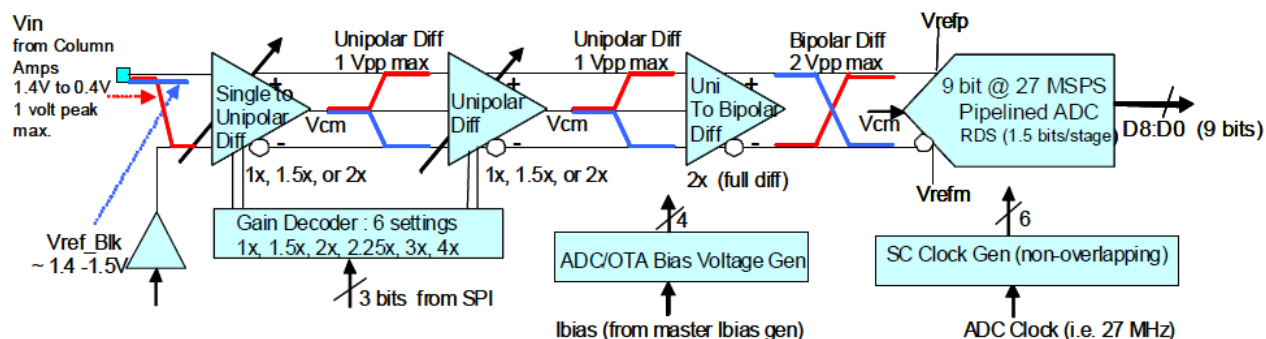 Vin
from Column
Amps
1.4V to 0.4V
1 volt peak
max.
Vref_Blk
~ 1.4 -1.5V
Single to
Unipolar
Diff
+
-
1x, 1.5x, or 2x
Unipolar Diff
1 Vpp max
Vcm
Unipolar
Diff
+
-
1x, 1.5x, or 2x
Gain Decoder : 6 settings
1x, 1.5x, 2x, 2.25x, 3x, 4x
3 bits from SPI
Unipolar Diff
1 Vpp max
Vcm
Uni
To Bipolar
Diff
+
-
2x (full diff)
4
ADC/OTA Bias Voltage Gen
Ibias (from master Ibias gen)
Bipolar Diff
2 Vpp max
Vcm
Vrefp
9 bit @ 27 MSPS
Pipelined ADC
RDS (1.5 bits/stage)
Vrefm
D8:D0 (9 bits)
6
SC Clock Gen (non-overlapping)
ADC Clock (i.e. 27 MHz)